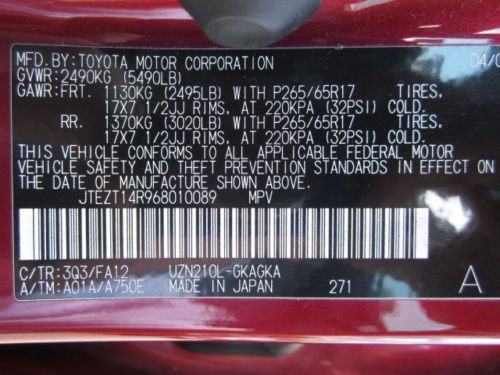 MFD.BY: TOYOTA MOTOR CORPORATION 04/0
GVWR: 2490KG (5490LB)
GAWR: FRT. 1130KG (2495LB) WITH P265/65R17 TIRES,
17X7 1/2JJ RIMS, AT 220KPA (32PSI) COLD.
RR. 1370KG (3020LB) WITH P265/65R17 TIRES,
17X7 1/2JJ RIMS, AT 220KPA (32PSI) COLD.
THIS VEHICLE CONFORMS TO ALL APPLICABLE FEDERAL MOTOR
VEHICLE SAFETY AND THEFT PREVENTION STANDARDS IN EFFECT ON
THE DATE OF MANUFACTURE SHOWN ABOVE.
JTEZT14R968010089 MPV
C/TR: 3Q3/FA12 UZN210L-GKAGKA A
A/TM: A01A/A750E MADE IN JAPAN 271